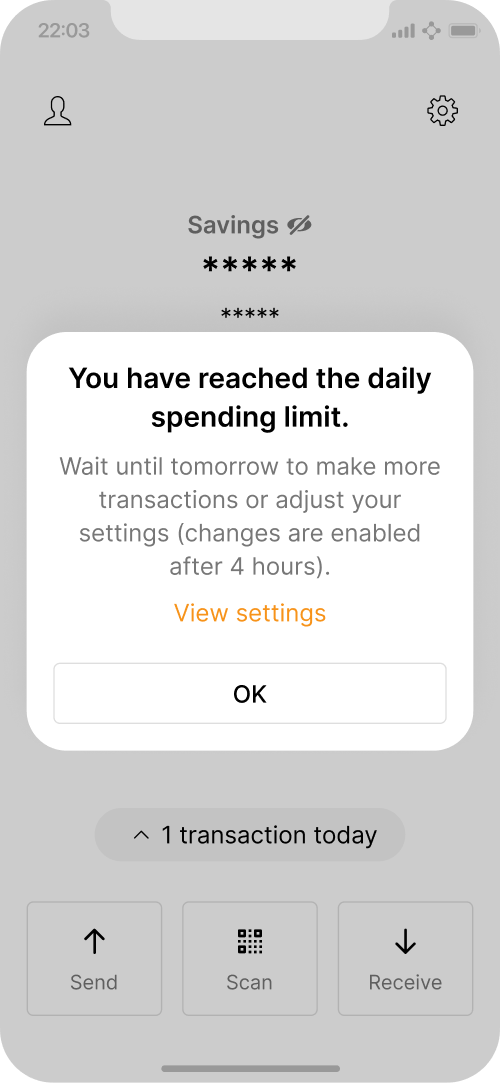 22:03
Savings
*****
*****
You have reached the daily
spending limit.
Wait until tomorrow to make more
transactions or adjust your
settings (changes are enabled
after 4 hours).
View settings
OK
1 transaction today
Send
Scan
Receive